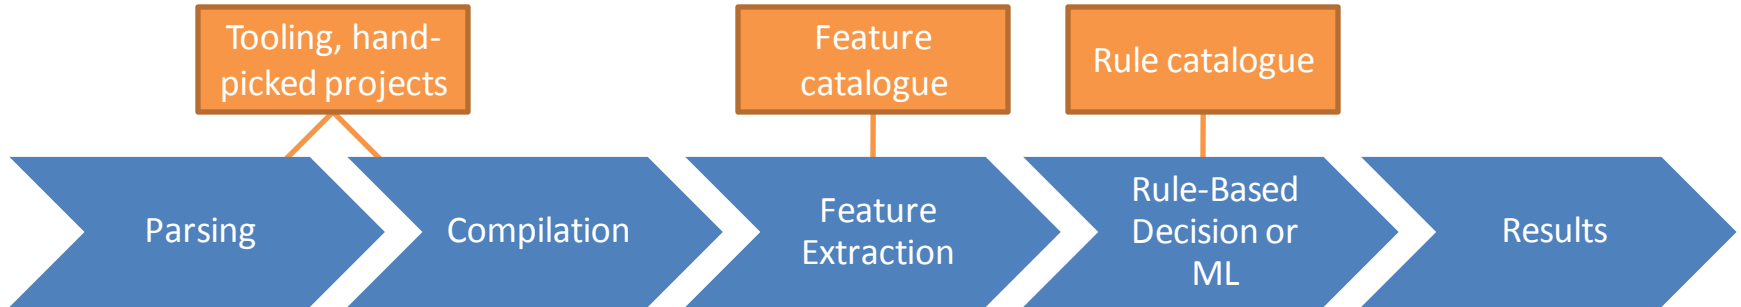 Tooling, hand-
picked projects
Feature
catalogue
Rule catalogue
Parsing
Compilation
Feature
Extraction
Rule-Based
Decision or
ML
Results